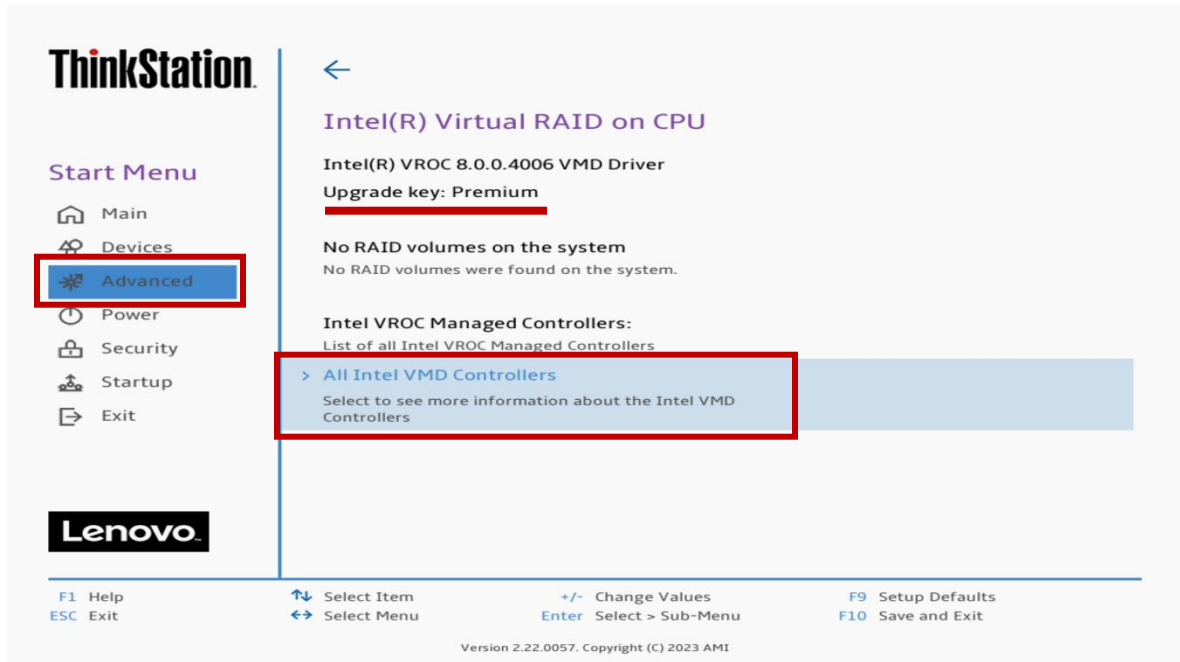 ThinkStation
Start Menu
Main
Devices
Advanced
Power
Security
Startup
Exit
Lenovo
Intel(R) Virtual RAID on CPU
Intel(R) VROC 8.0.0.4006 VMD Driver
Upgrade key: Premium
No RAID volumes on the system
No RAID volumes were found on the system.
Intel VROC Managed Controllers:
List of all Intel VROC Managed Controllers
> All Intel VMD Controllers
Select to see more information about the Intel VMD
Controllers
F1 Help ↑↓ Select Item +/- Change Values F9 Setup Defaults
ESC Exit ←→ Select Menu Enter Select > Sub-Menu F10 Save and Exit
Version 2.22.0057. Copyright (C) 2023 AMI